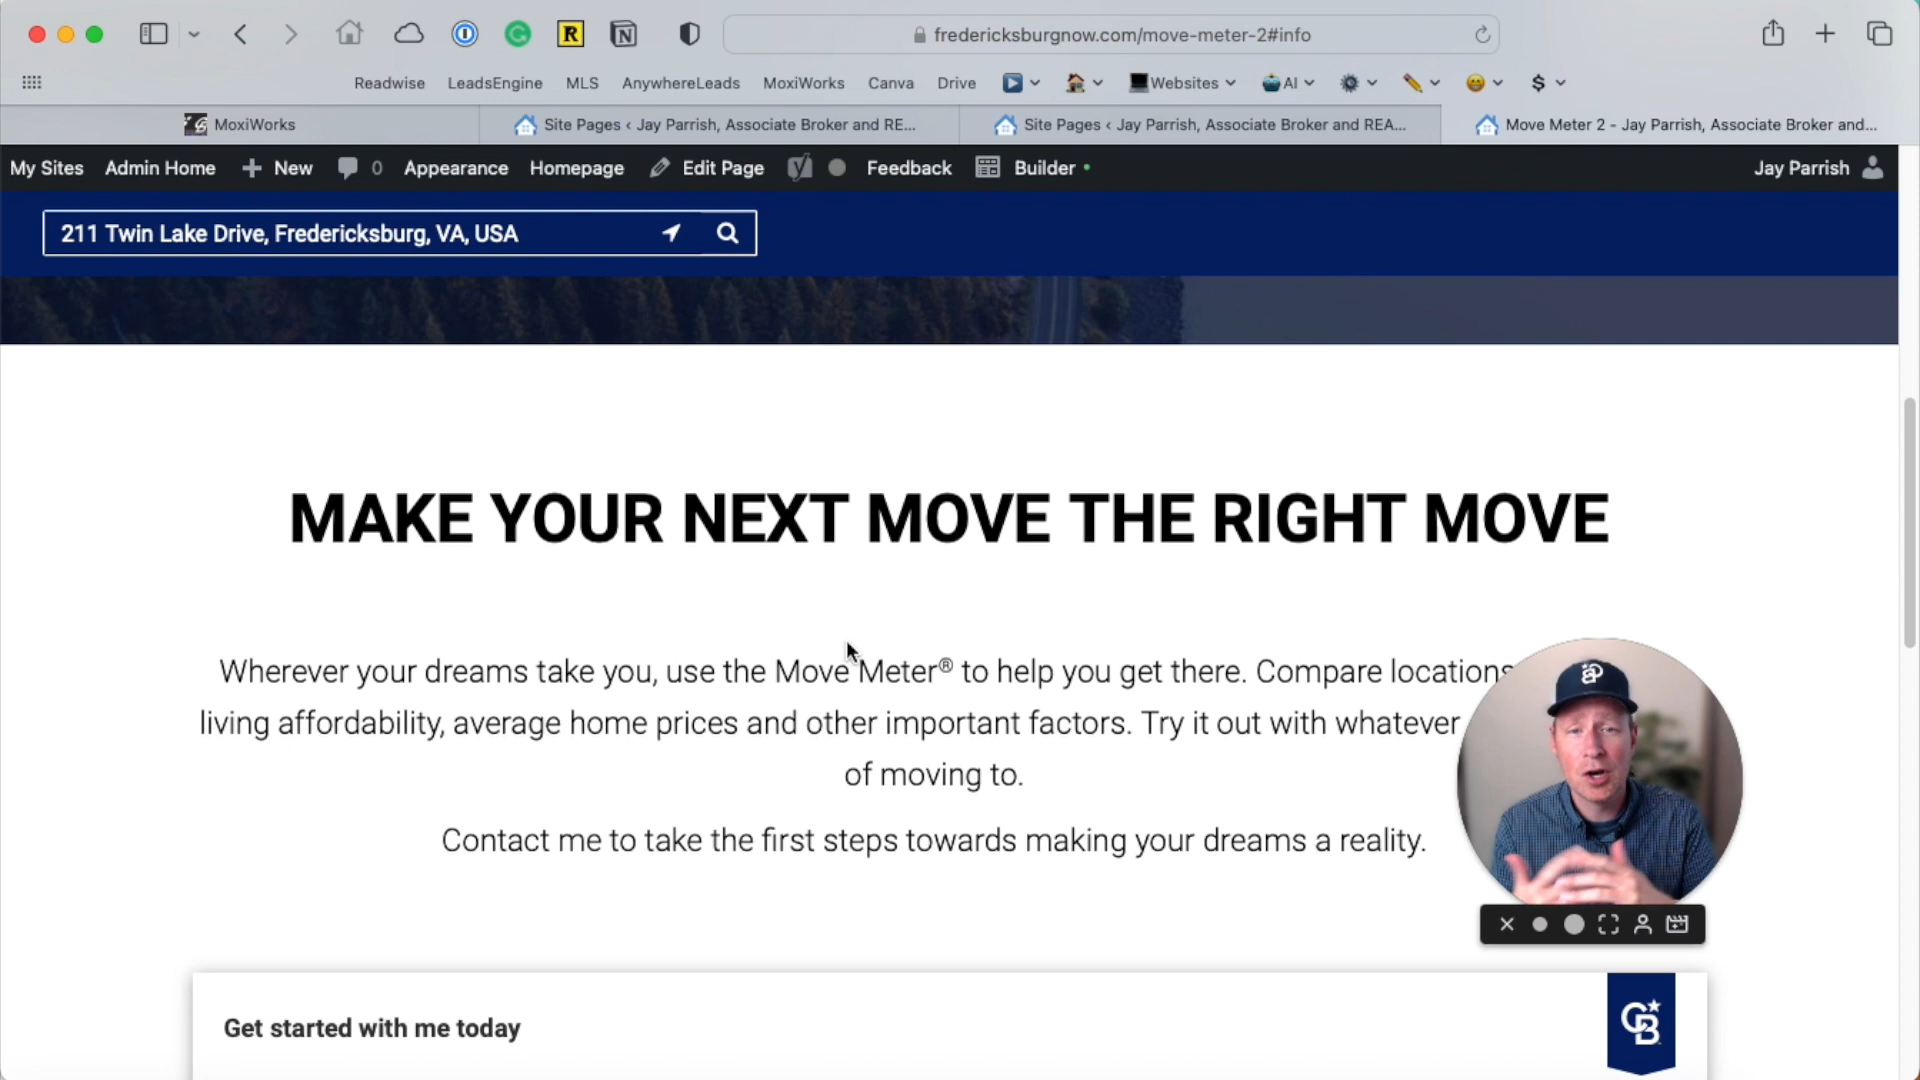 fredericksburgnow.com/move-meter-2#info
Readwise LeadsEngine MLS AnywhereLeads MoxiWorks Canva Drive Websites AI $
MoxiWorks Site Pages < Jay Parrish, Associate Broker and RE... Site Pages < Jay Parrish, Associate Broker and REA... Move Meter 2 - Jay Parrish, Associate Broker and...
My Sites Admin Home + New 0 Appearance Homepage Edit Page Feedback Builder • Jay Parrish
211 Twin Lake Drive, Fredericksburg, VA, USA
MAKE YOUR NEXT MOVE THE RIGHT MOVE
Wherever your dreams take you, use the Move Meter® to help you get there. Compare locations
living affordability, average home prices and other important factors. Try it out with whatever
of moving to.
Contact me to take the first steps towards making your dreams a reality.
Get started with me today
CB